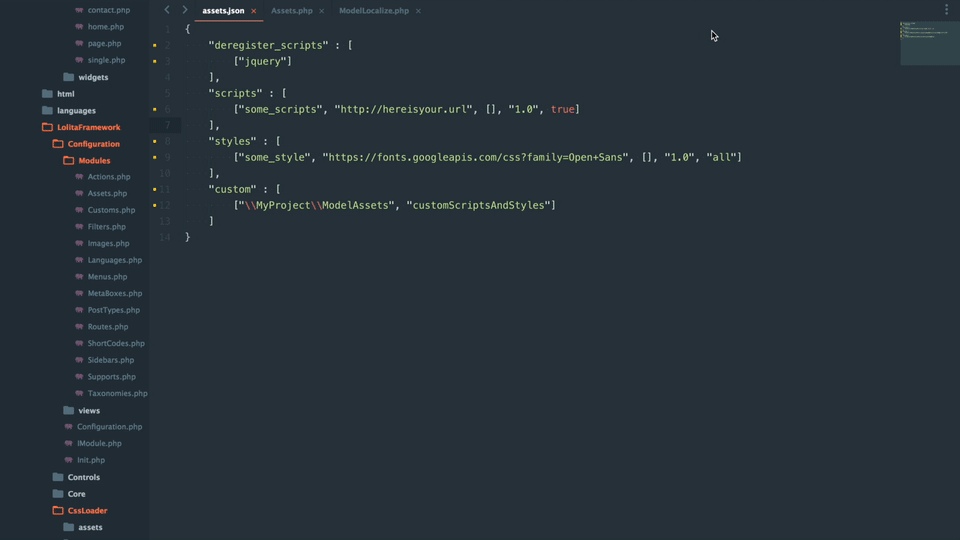 contact.php
home.php
page.php
single.php
widgets
html
languages
LolitaFramework
Configuration
Modules
Actions.php
Assets.php
Customs.php
Filters.php
Images.php
Languages.php
Menus.php
MetaBoxes.php
PostTypes.php
Routes.php
ShortCodes.php
Sidebars.php
Supports.php
Taxonomies.php
views
Configuration.php
IModule.php
Init.php
Controls
Core
CssLoader
assets
assets.json × Assets.php × ModelLocalize.php ×
1 {
2 "deregister_scripts" : [
3 ["jquery"]
4 ],
5 "scripts" : [
6 ["some_scripts", "http://hereisyour.url", [], "1.0", true]
7 ],
8 "styles" : [
9 ["some_style", "https://fonts.googleapis.com/css?family=Open+Sans", [], "1.0", "all"]
10 ],
11 "custom" : [
12 ["\\MyProject\\ModelAssets", "customScriptsAndStyles"]
13 ]
14 }